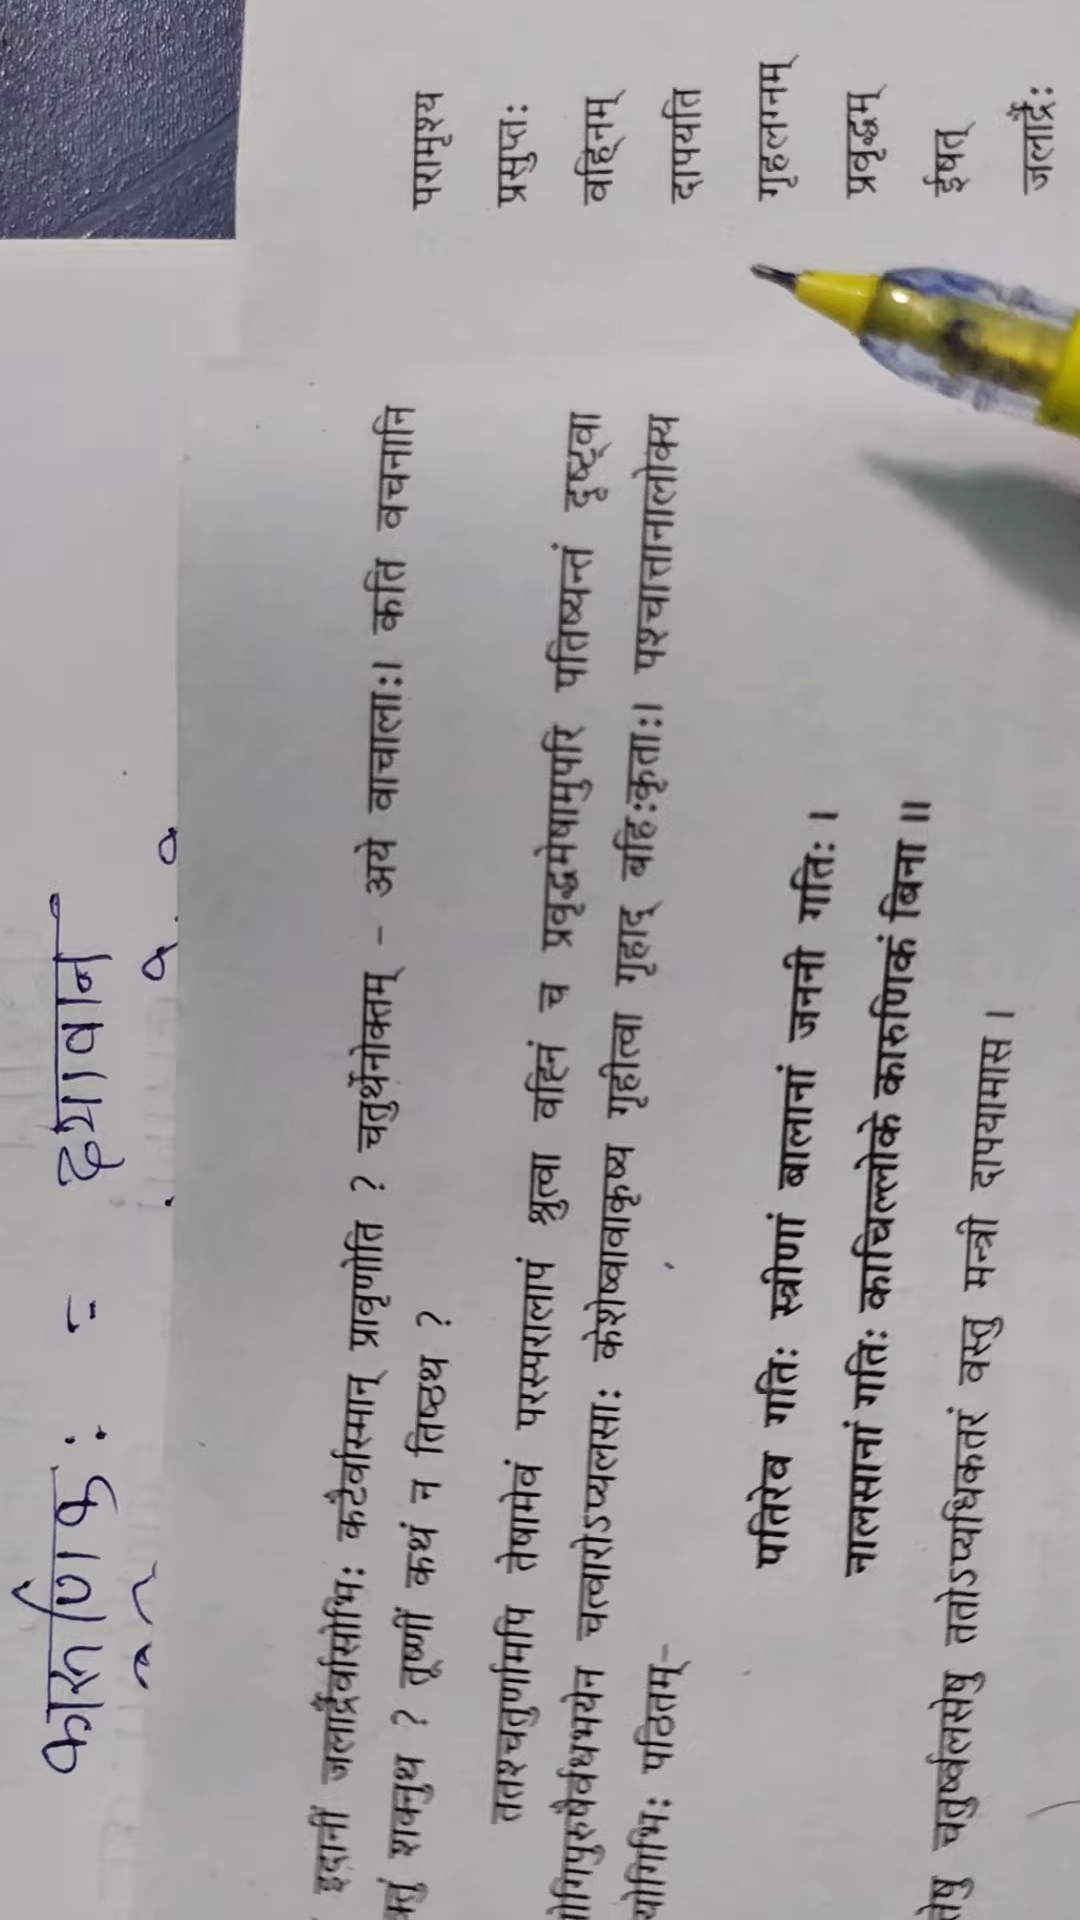 कारुणिकः = दयावान
इदानीं जलार्द्रैर्वासोभिः कटैर्वास्मान् प्रावृणोति ? चतुर्थेनोक्तम् - अये वाचालाः। कति वचनानि
शक्नुथ ? तूष्णीं कथं न तिष्ठथ ?
ततश्चतुर्णामपि तेषामेवं परस्परालापं श्रुत्वा वह्निं च प्रवृद्धमेषामुपरि पतिष्यन्तं दृष्ट्वा
चत्वारोऽप्यलसाः केशेष्वाकृष्य गृहीत्वा गृहाद् बहिःकृताः। पश्चात्तानालोक्य
पठितम्-
पतिरेव गतिः स्त्रीणां बालानां जननी गतिः ।
नालसानां गतिः काचिल्लोके कारुणिकं विना ॥
चतुर्ष्वलसेषु ततोऽप्यधिकतरं वस्तु मन्त्री दापयामास ।
परामृश्य
प्रसुप्ताः
वह्निम्
दापयति
गृहलग्नम्
प्रवृद्धम्
ईषत्
जलार्द्रैः